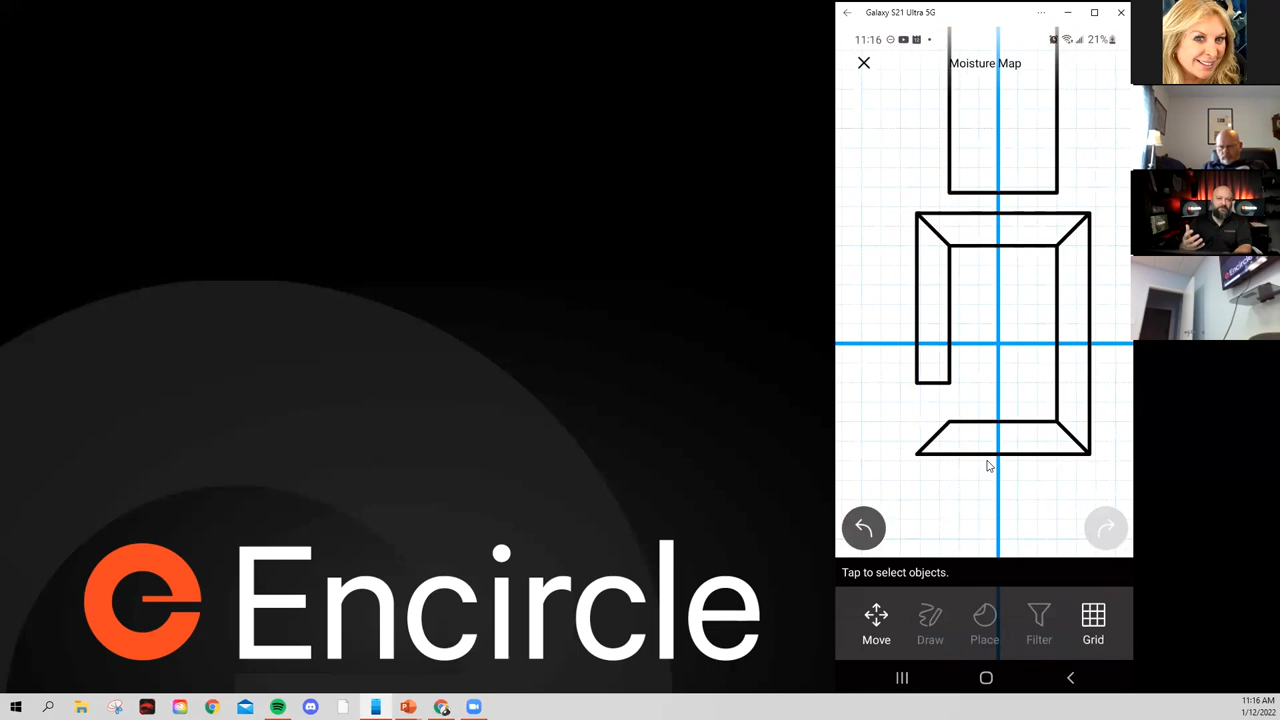 Galaxy S21 Ultra 5G
11:16
21%
Moisture Map
Tap to select objects.
Move
Draw
Place
Filter
Grid
Encircle
11:16 AM
1/12/2022